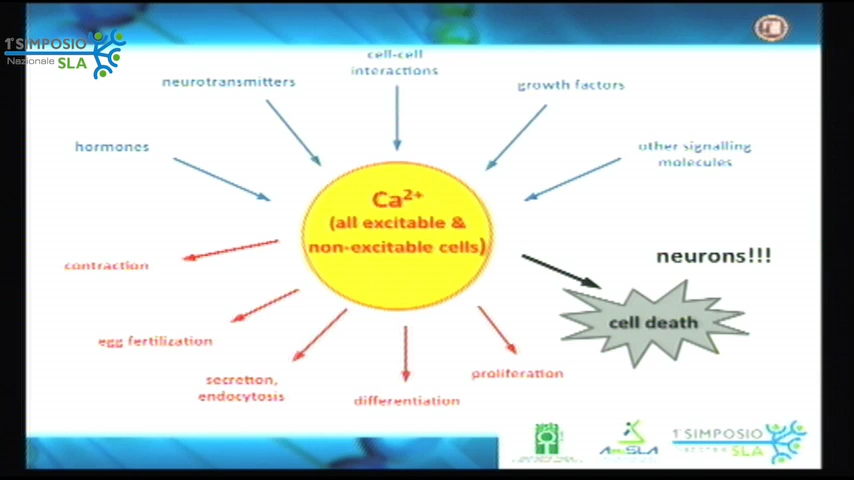 1°SIMPOSIO
Nazionale SLA
cell-cell
interactions
neurotransmitters
growth factors
hormones
other signalling
molecules
Ca²⁺
(all excitable &
non-excitable cells)
neurons!!!
contraction
cell death
egg fertilization
secretion,
endocytosis
differentiation
proliferation
1°SIMPOSIO
SLA